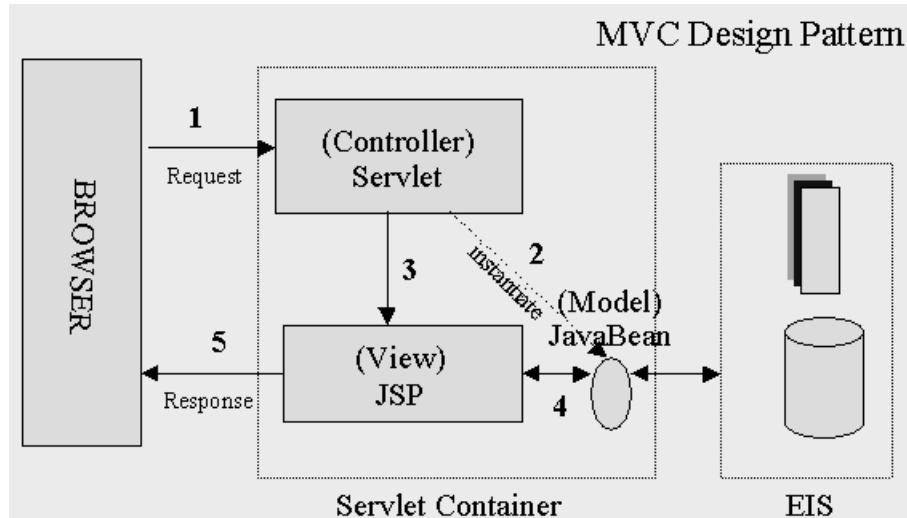 MVC Design Pattern
BROWSER
1
Request
(Controller)
Servlet
2
instantiate
3
(Model)
JavaBean
(View)
JSP
4
5
Response
Servlet Container
EIS